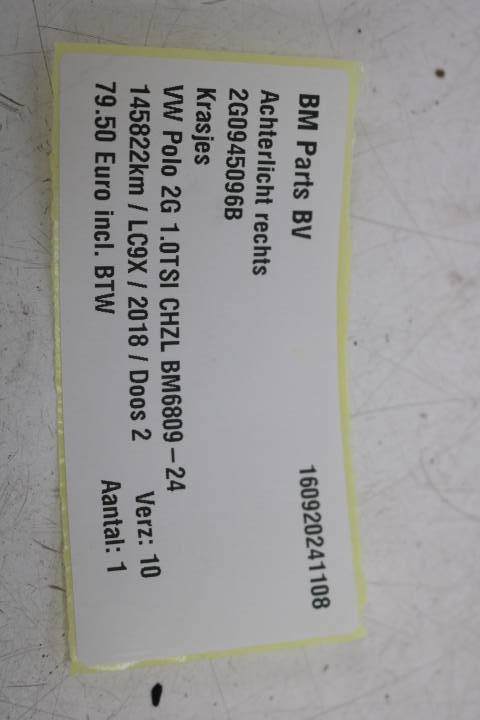 BM Parts BV 160920241108
Achterlicht rechts
2G0945096B
Krasjes
VW Polo 2G 1.0TSI CHZL BM6809-24
145822km / LC9X / 2018 / Doos 2 Verz: 10
79.50 Euro incl. BTW Aantal: 1